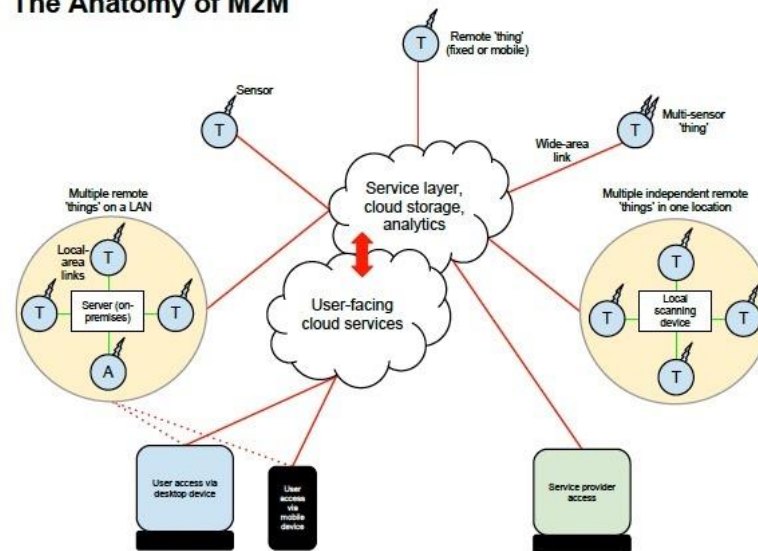 The Anatomy of M2M
T
Remote 'thing'
(fixed or mobile)
Sensor
T
T
Multi-sensor
'thing'
Wide-area
link
Service layer,
cloud storage,
analytics
Multiple remote
'things' on a LAN
Local-
area
links
T
T
Server (on-
premises)
T
A
User-facing
cloud services
Multiple independent remote
'things' in one location
T
T
Local
scanning
device
T
T
User access via
desktop device
User
access
via
mobile
device
Service provider
access